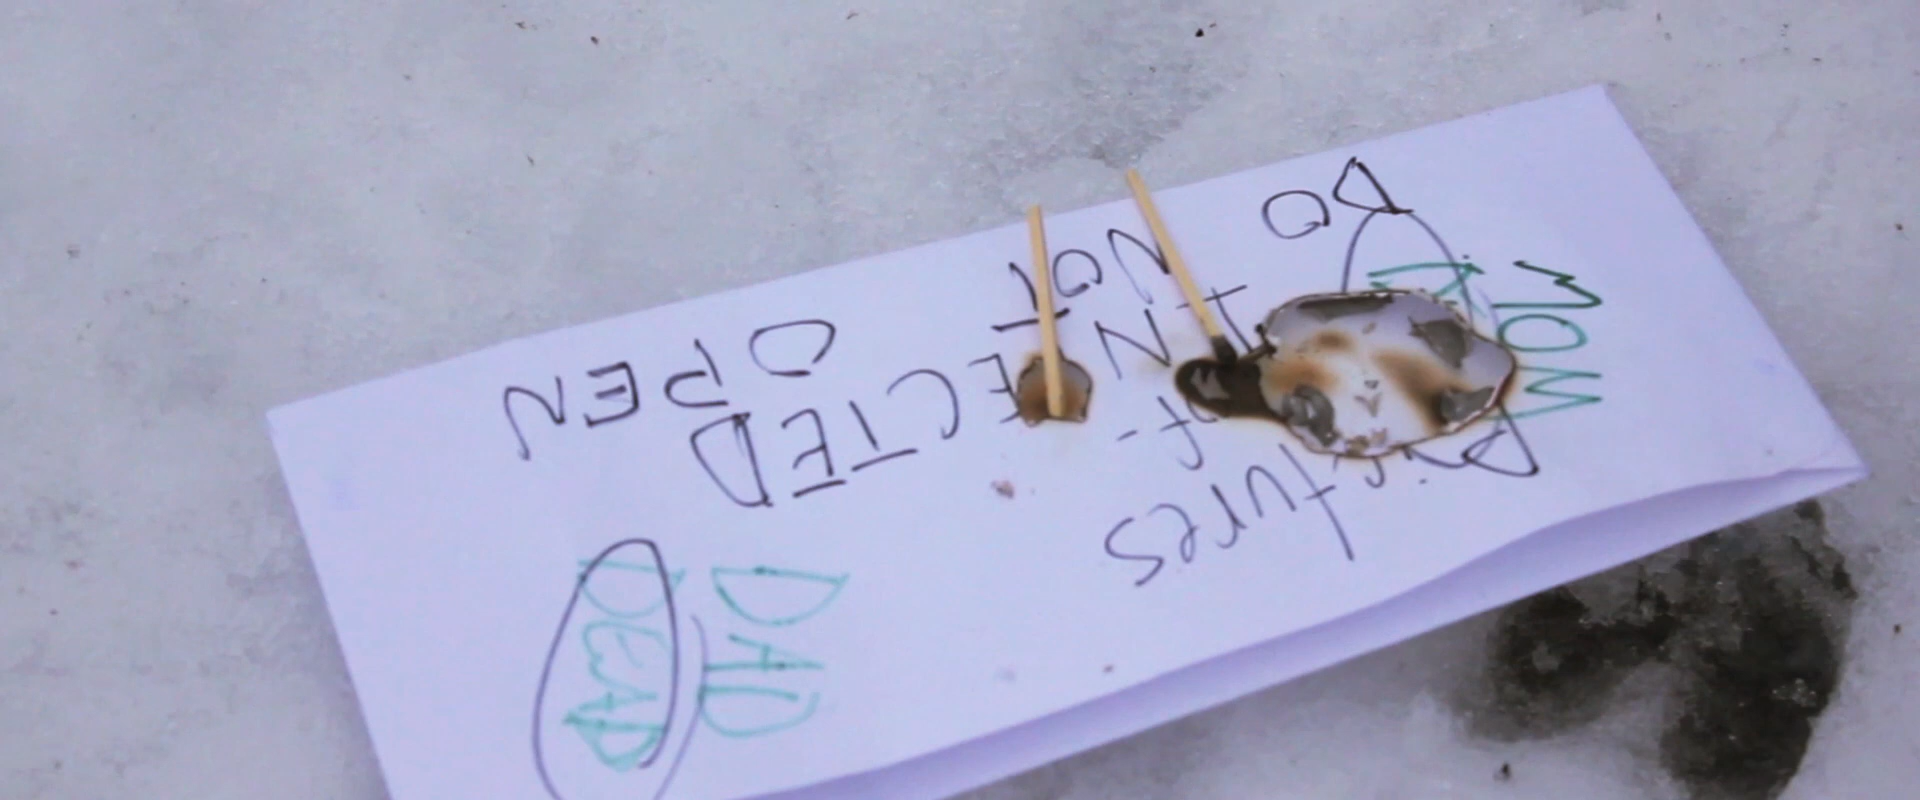 Pictures
of -
INFECTED
DO NOT OPEN
MOM
DAD
DEAD